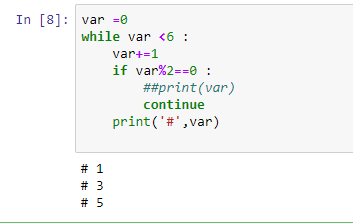 In [8]: var =0
while var <6 :
    var+=1
    if var%2==0 :
        ##print(var)
        continue
    print('#',var)
# 1
# 3
# 5